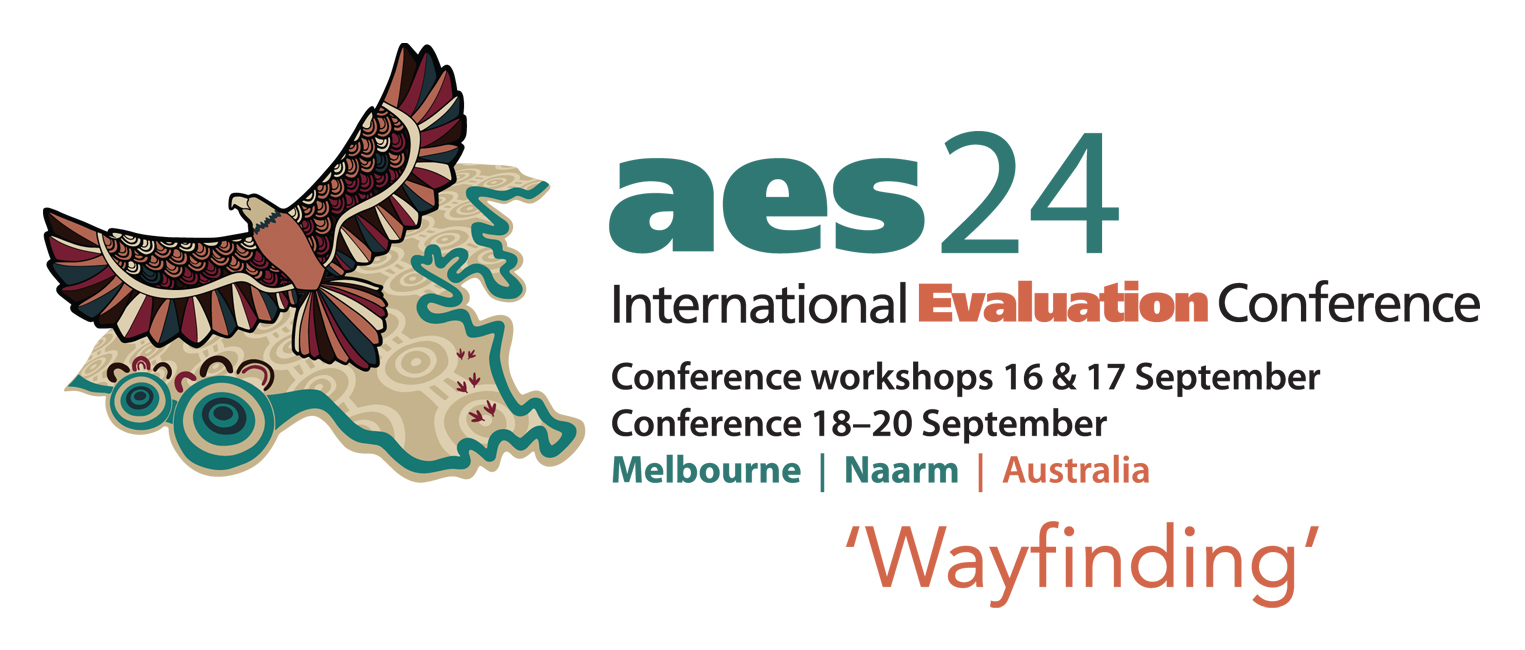 aes24
International Evaluation Conference
Conference workshops 16 & 17 September
Conference 18–20 September
Melbourne | Naarm | Australia
‘Wayfinding’